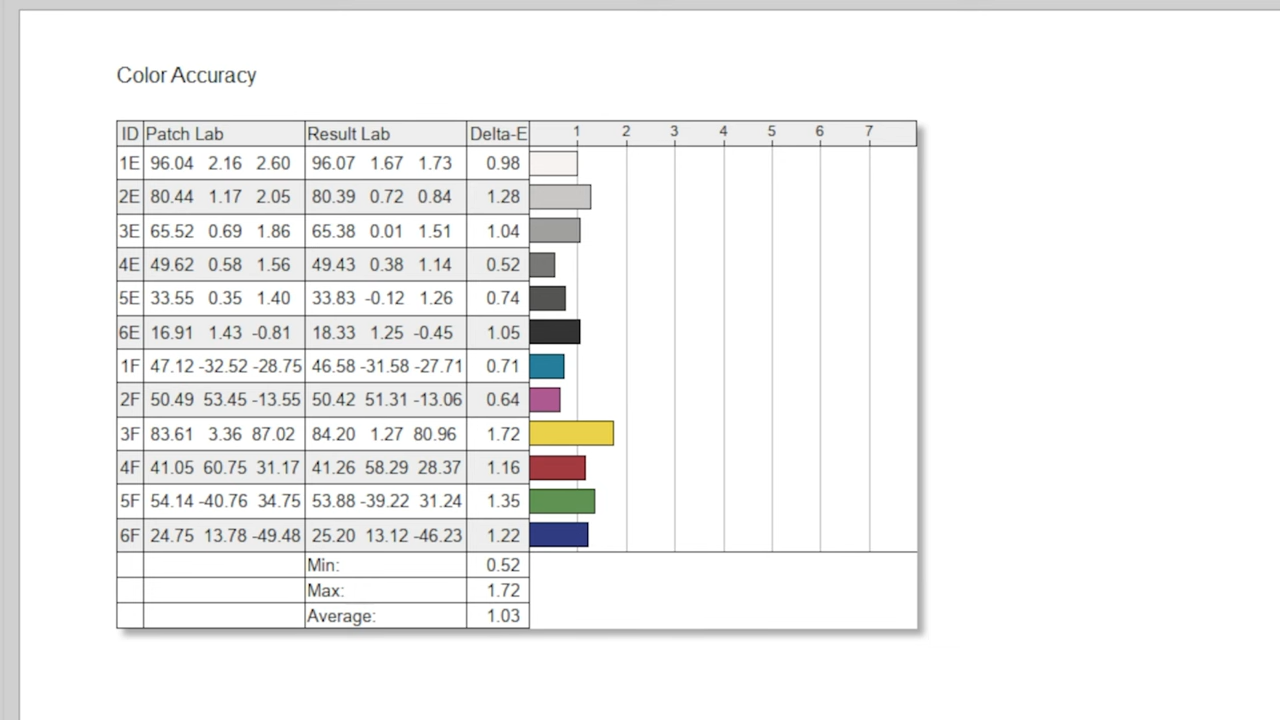 Color Accuracy
ID Patch Lab Result Lab Delta-E 1 2 3 4 5 6 7
1E 96.04 2.16 2.60 96.07 1.67 1.73 0.98
2E 80.44 1.17 2.05 80.39 0.72 0.84 1.28
3E 65.52 0.69 1.86 65.38 0.01 1.51 1.04
4E 49.62 0.58 1.56 49.43 0.38 1.14 0.52
5E 33.55 0.35 1.40 33.83 -0.12 1.26 0.74
6E 16.91 1.43 -0.81 18.33 1.25 -0.45 1.05
1F 47.12 -32.52 -28.75 46.58 -31.58 -27.71 0.71
2F 50.49 53.45 -13.55 50.42 51.31 -13.06 0.64
3F 83.61 3.36 87.02 84.20 1.27 80.96 1.72
4F 41.05 60.75 31.17 41.26 58.29 28.37 1.16
5F 54.14 -40.76 34.75 53.88 -39.22 31.24 1.35
6F 24.75 13.78 -49.48 25.20 13.12 -46.23 1.22
Min: 0.52
Max: 1.72
Average: 1.03